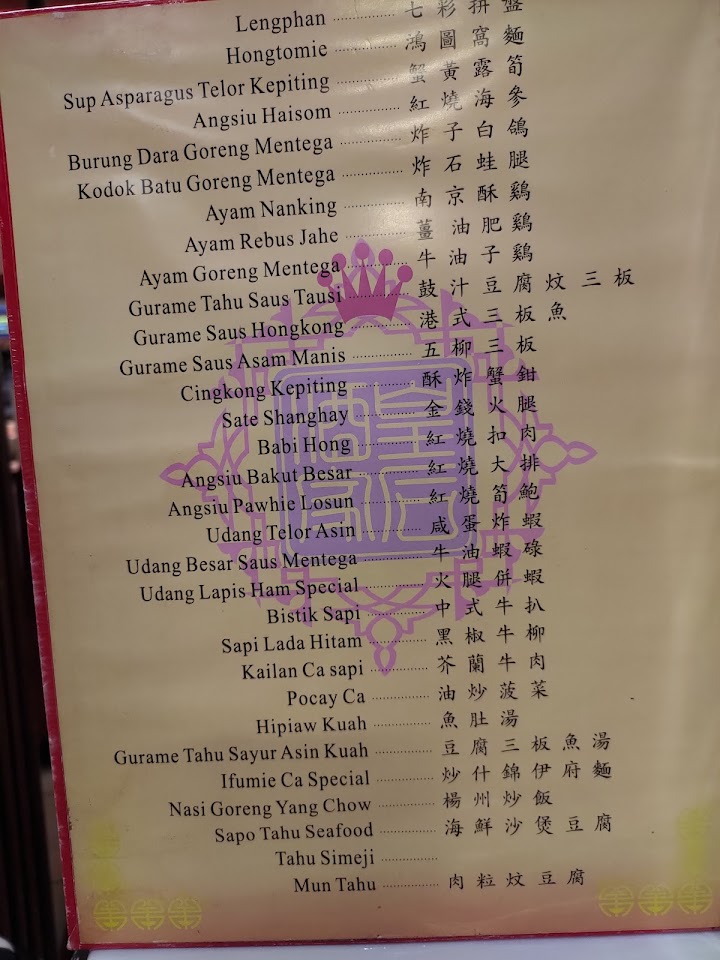 Lengphan ............ 七彩拼盤
Hongtomie ............ 鴻圖窩麵
Sup Asparagus Telor Kepiting ............ 蟹黃露筍
Angsiu Haisom ............ 紅燒海參
Burung Dara Goreng Mentega ............ 炸子白鴿
Kodok Batu Goreng Mentega ............ 炸石蛙腿
Ayam Nanking ............ 南京酥鷄
Ayam Rebus Jahe ............ 薑油肥鷄
Ayam Goreng Mentega ............ 牛油子鷄
Gurame Tahu Saus Tausi ............ 鼓汁豆腐炆三板
Gurame Saus Hongkong ............ 港式三板魚
Gurame Saus Asam Manis ............ 五柳三板
Cingkong Kepiting ............ 酥炸蟹鉗
Sate Shanghay ............ 金錢火腿
Babi Hong ............ 紅燒扣肉
Angsiu Bakut Besar ............ 紅燒大排
Angsiu Pawhie Losun ............ 紅燒筍鮑
Udang Telor Asin ............ 咸蛋炸蝦
Udang Besar Saus Mentega ............ 牛油蝦碌
Udang Lapis Ham Special ............ 火腿併蝦
Bistik Sapi ............ 中式牛扒
Sapi Lada Hitam ............ 黑椒牛柳
Kailan Ca sapi ............ 芥蘭牛肉
Pocay Ca ............ 油炒菠菜
Hipiaw Kuah ............ 魚肚湯
Gurame Tahu Sayur Asin Kuah ............ 豆腐三板魚湯
Ifumie Ca Special ............ 炒什錦伊府麵
Nasi Goreng Yang Chow ............ 楊州炒飯
Sapo Tahu Seafood ............ 海鮮沙煲豆腐
Tahu Simeji ............
Mun Tahu ............ 肉粒炆豆腐